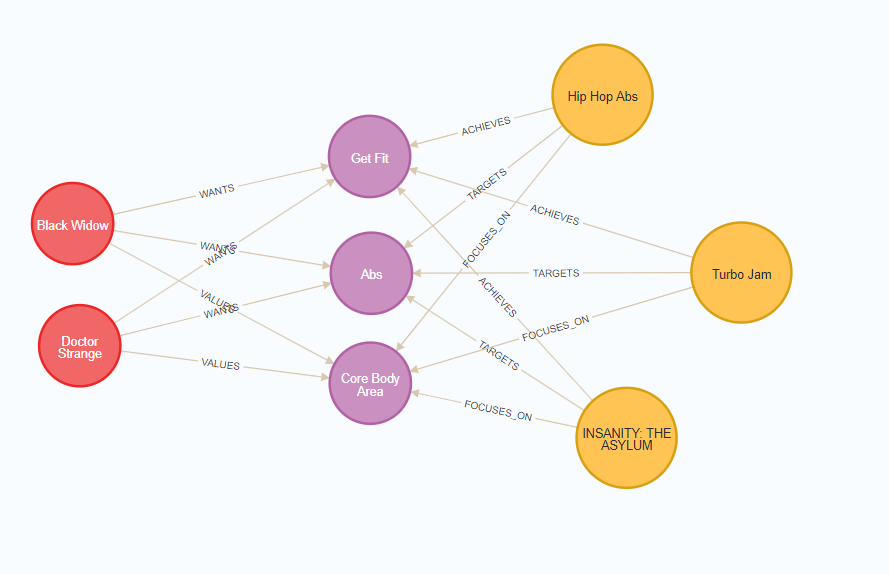 Hip Hop Abs
ACHIEVES
Get Fit
TARGETS
WANTS
ACHIEVES
Black Widow
FOCUSES_ON
WANTS
WANTS
Abs
TARGETS
Turbo Jam
ACHIEVES
VALUES
WANTS
FOCUSES_ON
Doctor
Strange
TARGETS
VALUES
Core Body
Area
FOCUSES_ON
INSANITY: THE
ASYLUM